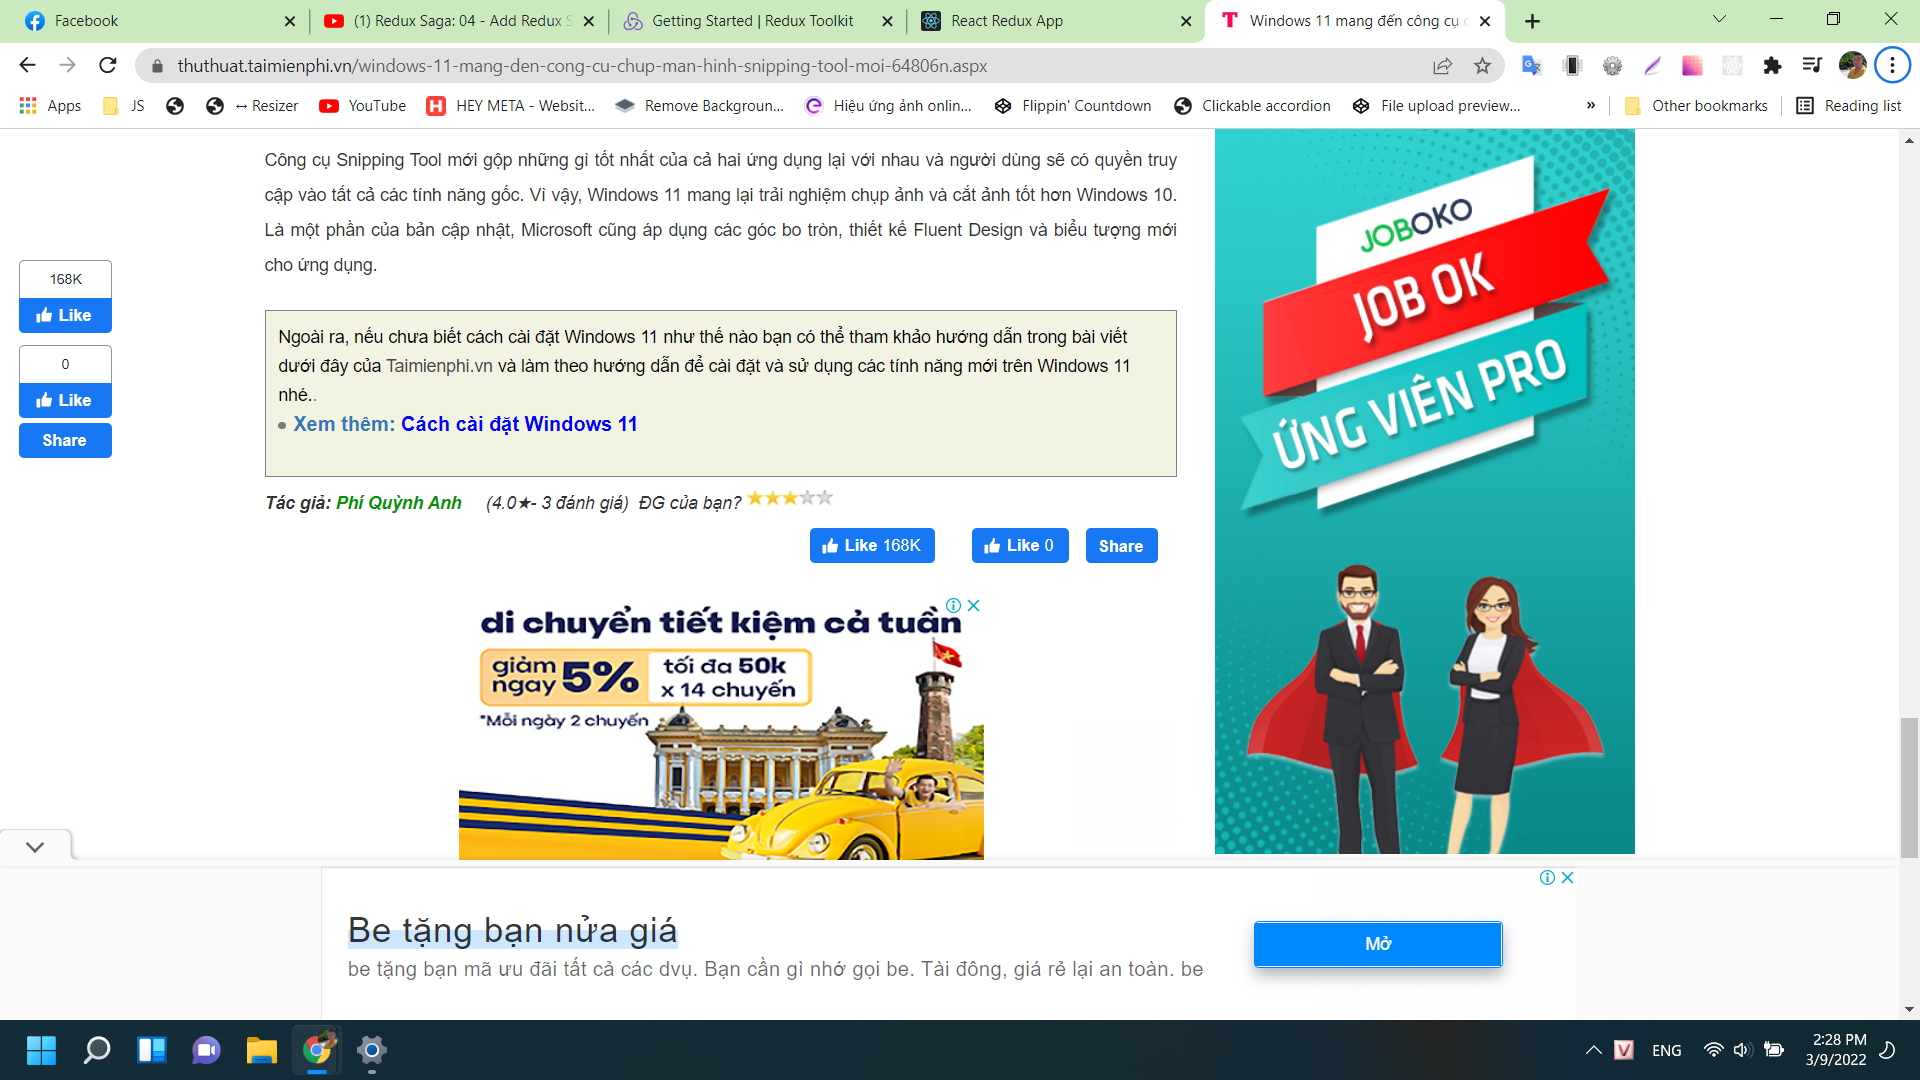 Facebook
(1) Redux Saga: 04 - Add Redux S
Getting Started | Redux Toolkit
React Redux App
Windows 11 mang đến công cụ c
thuthuat.taimienphi.vn/windows-11-mang-den-cong-cu-chup-man-hinh-snipping-tool-moi-64806n.aspx
Apps
JS
↔ Resizer
YouTube
HEY META - Websit...
Remove Backgroun...
Hiệu ứng ảnh onlin...
Flippin' Countdown
Clickable accordion
File upload preview...
»
Other bookmarks
Reading list
Công cụ Snipping Tool mới gộp những gì tốt nhất của cả hai ứng dụng lại với nhau và người dùng sẽ có quyền truy
cập vào tất cả các tính năng gốc. Vì vậy, Windows 11 mang lại trải nghiệm chụp ảnh và cắt ảnh tốt hơn Windows 10.
Là một phần của bản cập nhật, Microsoft cũng áp dụng các góc bo tròn, thiết kế Fluent Design và biểu tượng mới
cho ứng dụng.
168K
Like
0
Like
Share
Ngoài ra, nếu chưa biết cách cài đặt Windows 11 như thế nào bạn có thể tham khảo hướng dẫn trong bài viết
dưới đây của Taimienphi.vn và làm theo hướng dẫn để cài đặt và sử dụng các tính năng mới trên Windows 11
nhé..
Xem thêm: Cách cài đặt Windows 11
Tác giả: Phí Quỳnh Anh (4.0★- 3 đánh giá) ĐG của bạn?
Like 168K
Like 0
Share
JOBOKO
JOB OK
ỨNG VIÊN PRO
di chuyển tiết kiệm cả tuần
giảm ngay 5%
tối đa 50k
x 14 chuyến
*Mỗi ngày 2 chuyến
Be tặng bạn nửa giá
be tặng bạn mã ưu đãi tất cả các dvụ. Bạn cần gì nhớ gọi be. Tài đông, giá rẻ lại an toàn. be
Mở
ENG
2:28 PM
3/9/2022